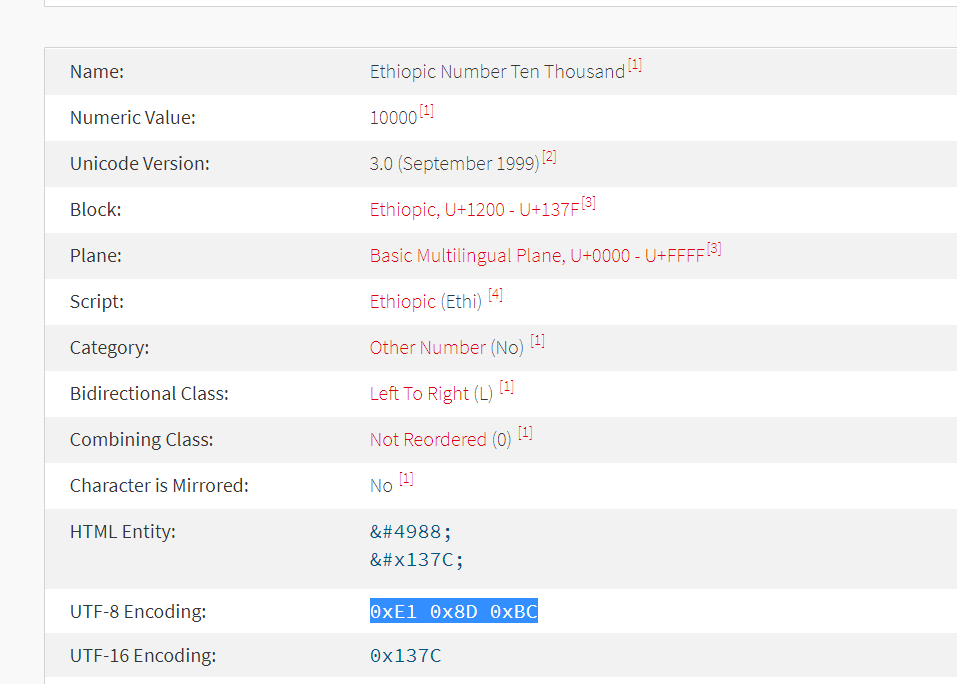 Name: Ethiopic Number Ten Thousand[1]
Numeric Value: 10000[1]
Unicode Version: 3.0 (September 1999)[2]
Block: Ethiopic, U+1200 - U+137F[3]
Plane: Basic Multilingual Plane, U+0000 - U+FFFF[3]
Script: Ethiopic (Ethi) [4]
Category: Other Number (No) [1]
Bidirectional Class: Left To Right (L) [1]
Combining Class: Not Reordered (0) [1]
Character is Mirrored: No [1]
HTML Entity: &#4988;
&#x137C;
UTF-8 Encoding: 0xE1 0x8D 0xBC
UTF-16 Encoding: 0x137C